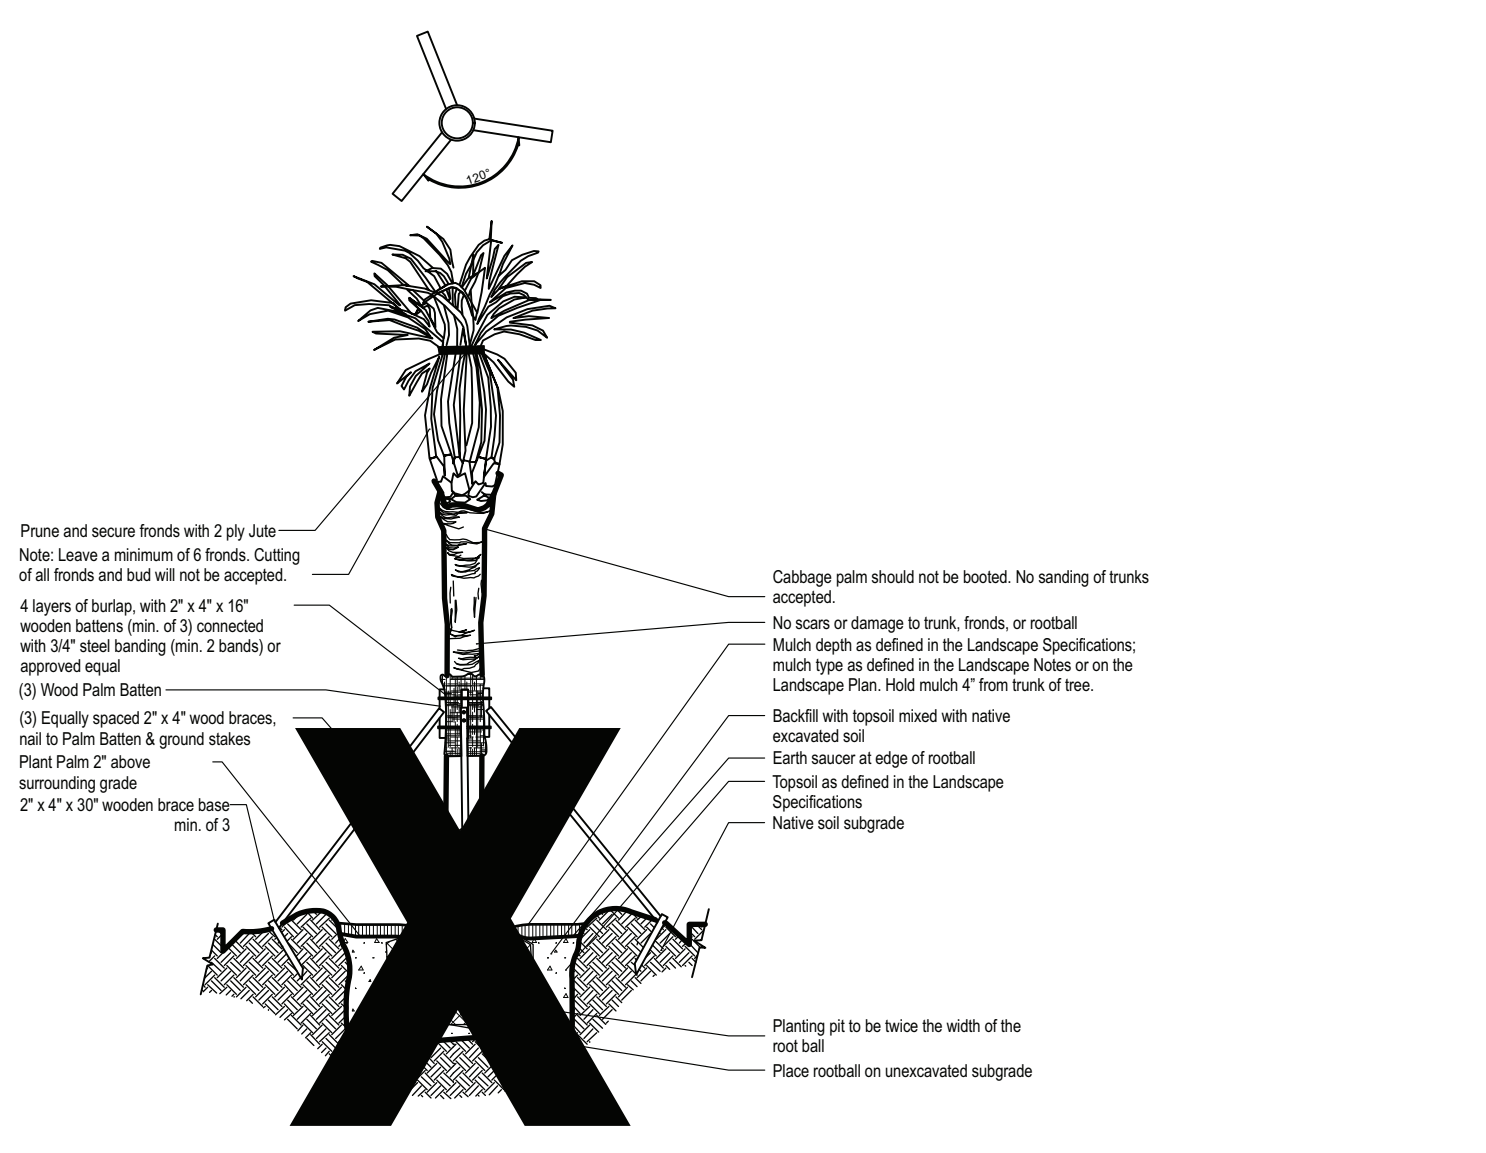 120°
Prune and secure fronds with 2 ply Jute
Note: Leave a minimum of 6 fronds. Cutting
of all fronds and bud will not be accepted.
4 layers of burlap, with 2" x 4" x 16"
wooden battens (min. of 3) connected
with 3/4" steel banding (min. 2 bands) or
approved equal
(3) Wood Palm Batten
(3) Equally spaced 2" x 4" wood braces,
nail to Palm Batten & ground stakes
Plant Palm 2" above
surrounding grade
2" x 4" x 30" wooden brace base
min. of 3
Cabbage palm should not be booted. No sanding of trunks
accepted.
No scars or damage to trunk, fronds, or rootball
Mulch depth as defined in the Landscape Specifications;
mulch type as defined in the Landscape Notes or on the
Landscape Plan. Hold mulch 4” from trunk of tree.
Backfill with topsoil mixed with native
excavated soil
Earth saucer at edge of rootball
Topsoil as defined in the Landscape
Specifications
Native soil subgrade
Planting pit to be twice the width of the
root ball
Place rootball on unexcavated subgrade
X